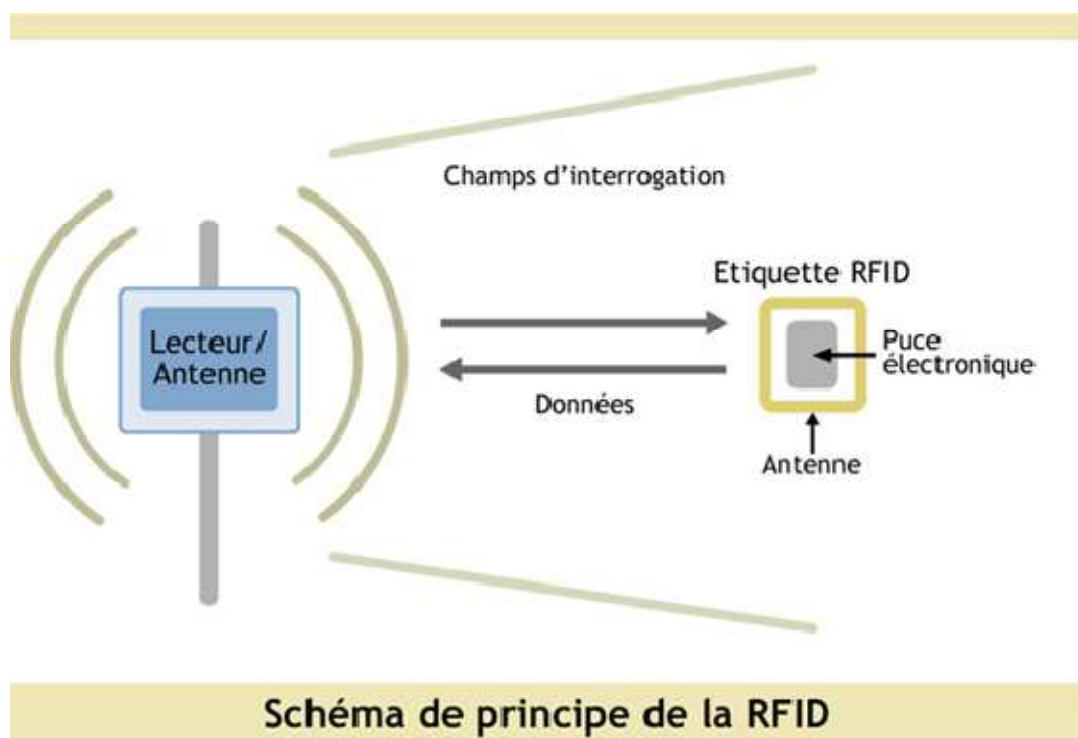 Champs d'interrogation
Etiquette RFID
Lecteur/
Antenne
Puce
électronique
Données
Antenne
Schéma de principe de la RFID